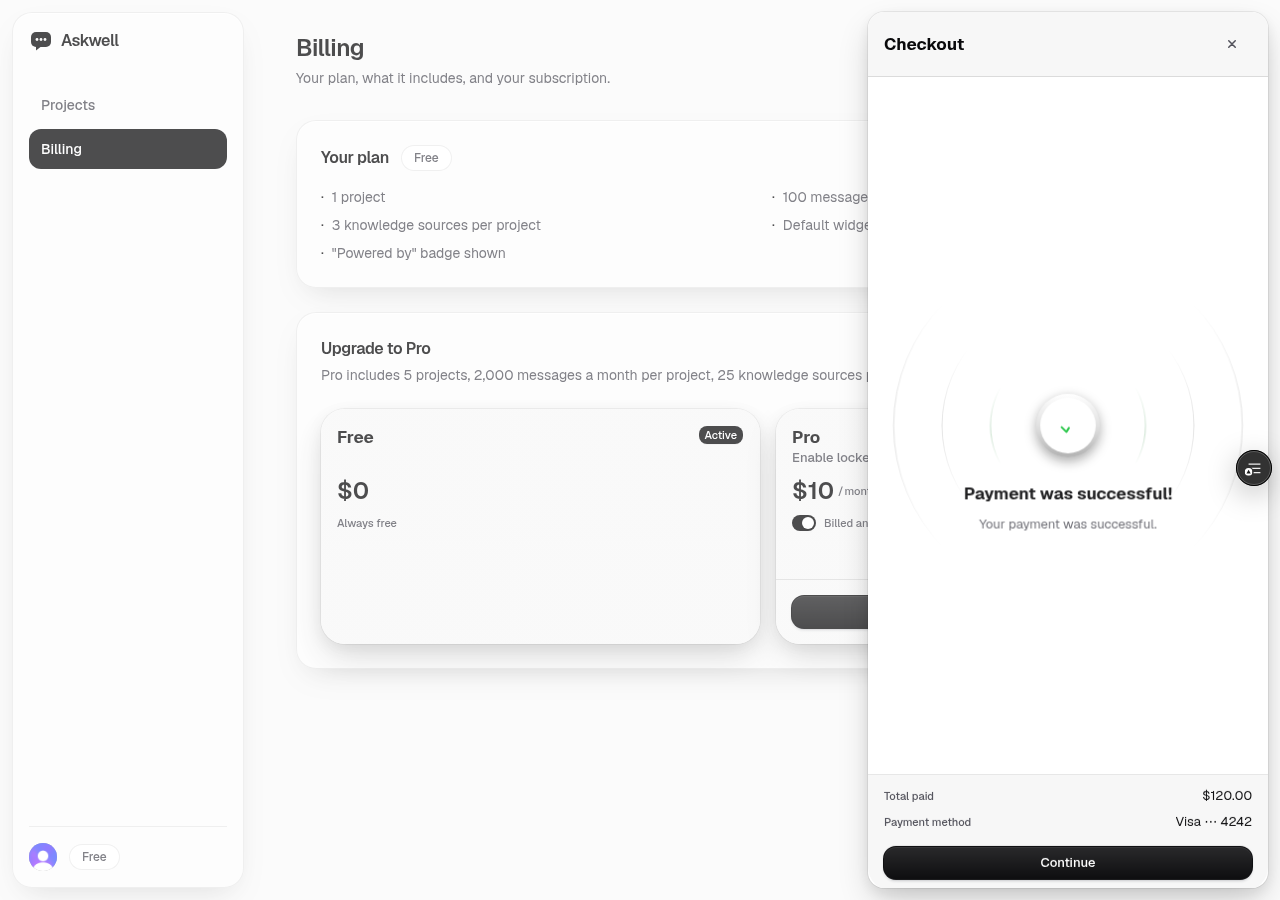 Askwell
Projects
Billing
Free
Billing
Your plan, what it includes, and your subscription.
Your plan
Free
· 1 project
· 100 message
· 3 knowledge sources per project
· Default widge
· "Powered by" badge shown
Upgrade to Pro
Pro includes 5 projects, 2,000 messages a month per project, 25 knowledge sources
Free
Active
$0
Always free
Pro
Enable locke
$10 / mon
Billed an
Checkout
Payment was successful!
Your payment was successful.
Total paid
$120.00
Payment method
Visa ··· 4242
Continue